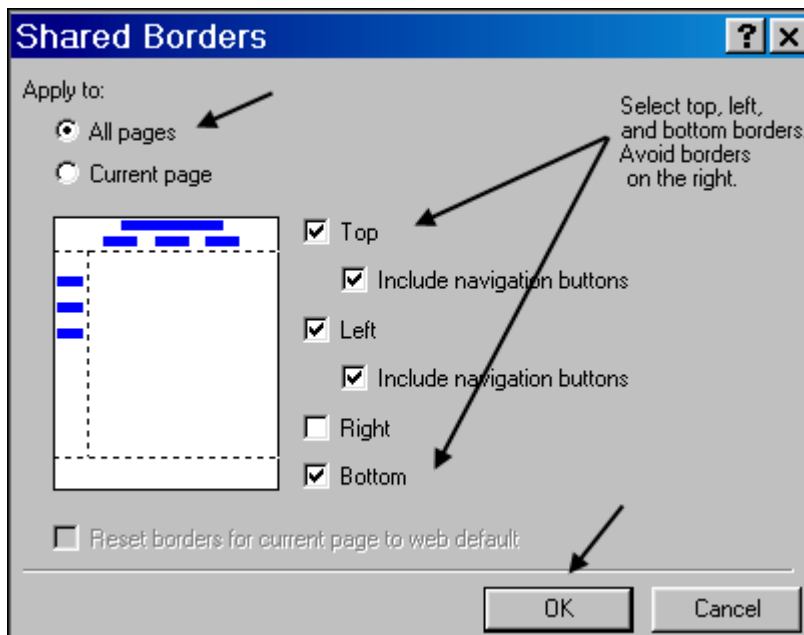 Shared Borders
Apply to:
All pages
Current page
Select top, left,
and bottom borders
Avoid borders
on the right.
Top
Include navigation buttons
Left
Include navigation buttons
Right
Bottom
Reset borders for current page to web default
OK
Cancel